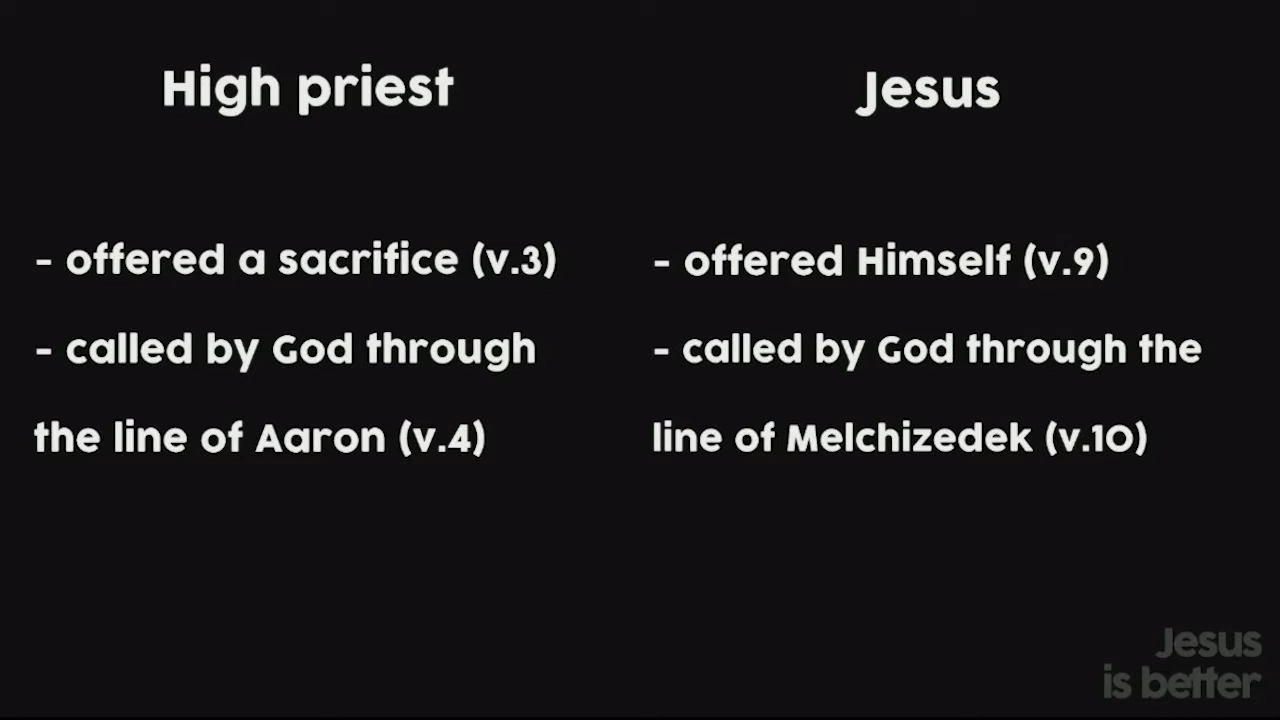 High priest
- offered a sacrifice (v.3)
- called by God through
the line of Aaron (v.4)
Jesus
- offered Himself (v.9)
- called by God through the
line of Melchizedek (v.10)
Jesus
is better